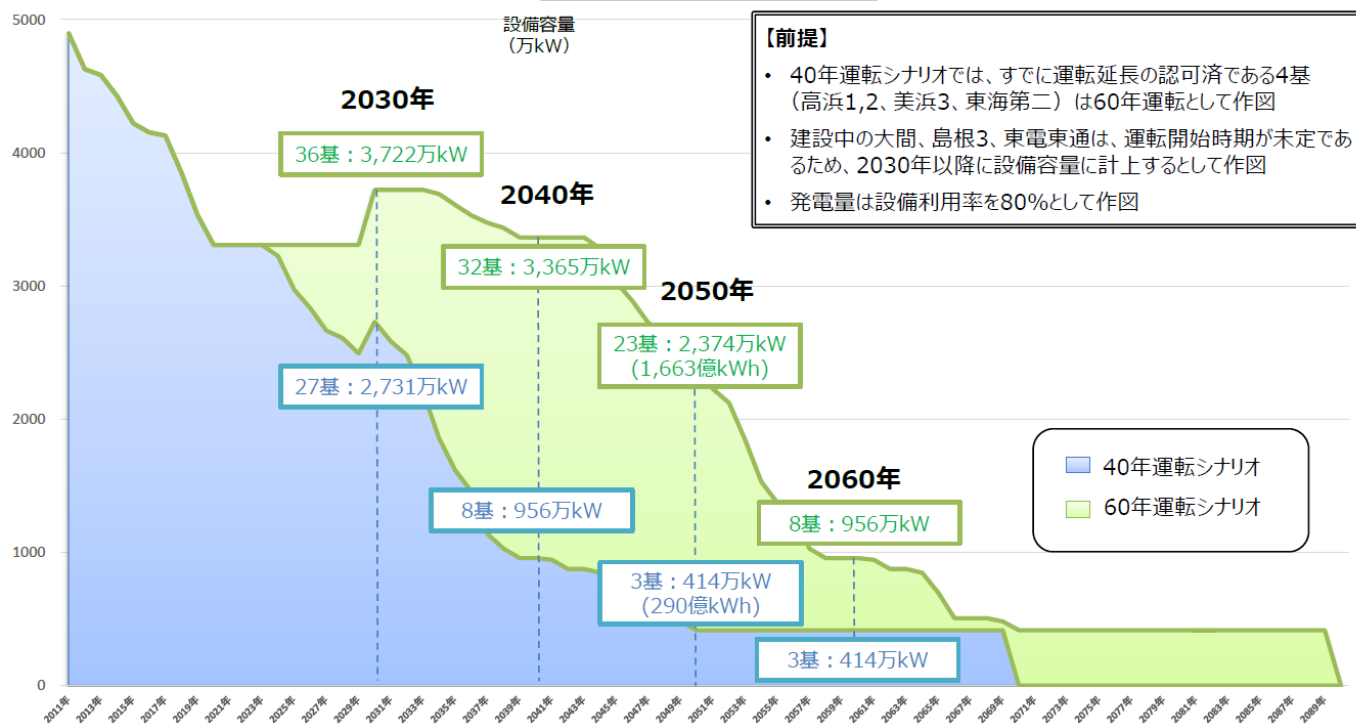 設備容量
(万kW)
5000
4000
3000
2000
1000
0
【前提】
• 40年運転シナリオでは、すでに運転延長の認可済である4基
(高浜1,2、美浜3、東海第二)は60年運転として作図
• 建設中の大間、島根3、東電東通は、運転開始時期が未定であ
るため、2030年以降に設備容量に計上するとして作図
• 発電量は設備利用率を80%として作図
2030年
36基:3,722万kW
27基:2,731万kW
2040年
32基:3,365万kW
8基:956万kW
2050年
23基:2,374万kW
(1,663億kWh)
3基:414万kW
(290億kWh)
2060年
8基:956万kW
3基:414万kW
40年運転シナリオ
60年運転シナリオ
2011年
2013年
2015年
2017年
2019年
2021年
2023年
2025年
2027年
2029年
2031年
2033年
2035年
2037年
2039年
2041年
2043年
2045年
2047年
2049年
2051年
2053年
2055年
2057年
2059年
2061年
2063年
2065年
2067年
2069年
2071年
2073年
2075年
2077年
2079年
2081年
2083年
2085年
2087年
2089年